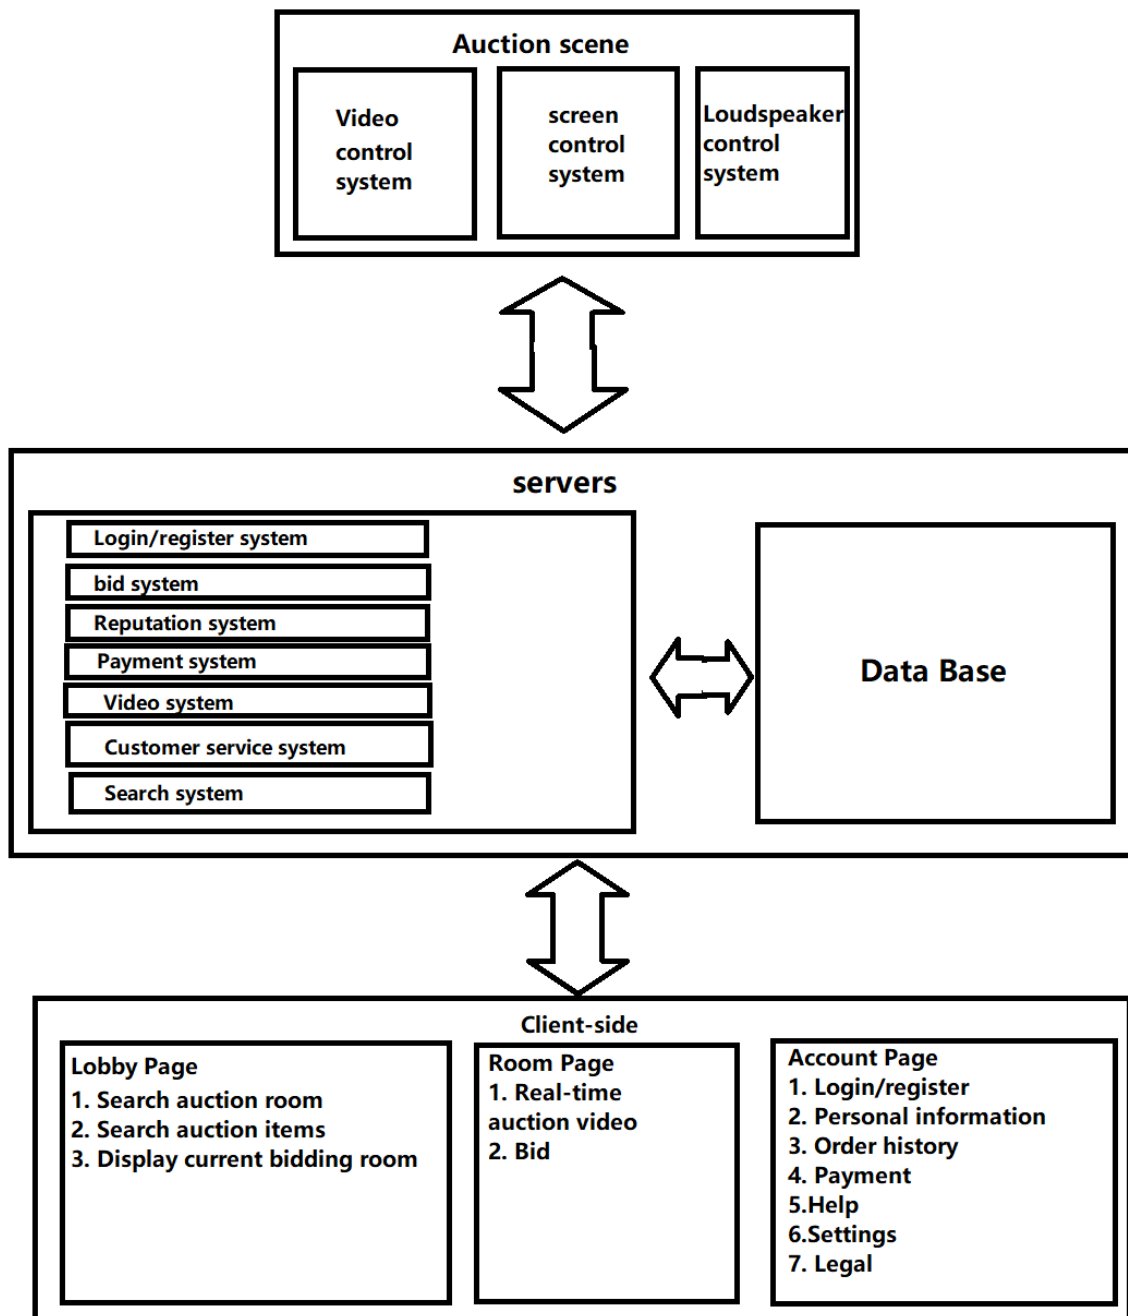 Auction scene
Video
control
system
screen
control
system
Loudspeaker
control
system
servers
Login/register system
bid system
Reputation system
Payment system
Video system
Customer service system
Search system
Data Base
Client-side
Lobby Page
1. Search auction room
2. Search auction items
3. Display current bidding room
Room Page
1. Real-time
auction video
2. Bid
Account Page
1. Login/register
2. Personal information
3. Order history
4. Payment
5.Help
6.Settings
7. Legal